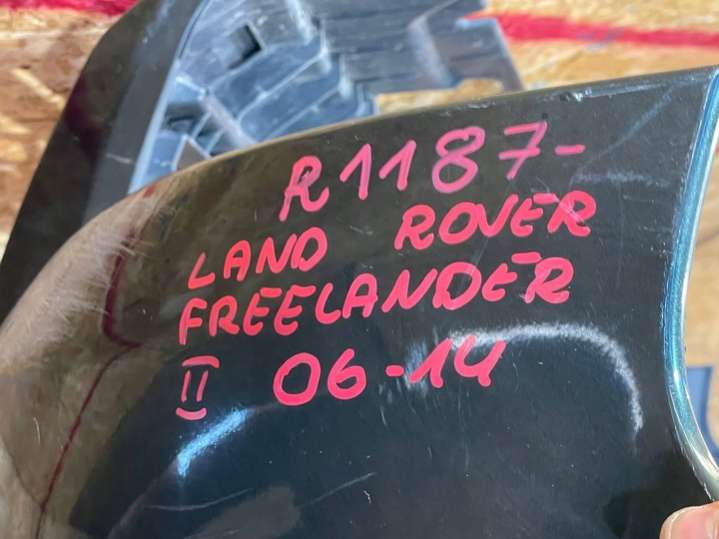 R1187-
LAND ROVER
FREELANDER
II 06-14